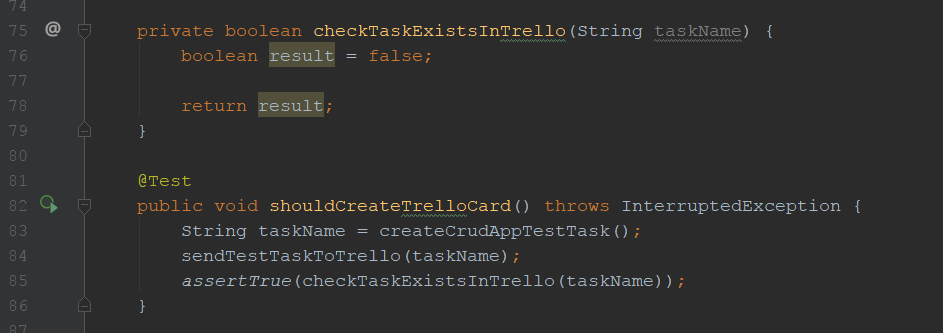 74
75 @ private boolean checkTaskExistsInTrello(String taskName) {
76 boolean result = false;
77
78 return result;
79 }
80
81 @Test
82 public void shouldCreateTrelloCard() throws InterruptedException {
83 String taskName = createCrudAppTestTask();
84 sendTestTaskToTrello(taskName);
85 assertTrue(checkTaskExistsInTrello(taskName));
86 }
87